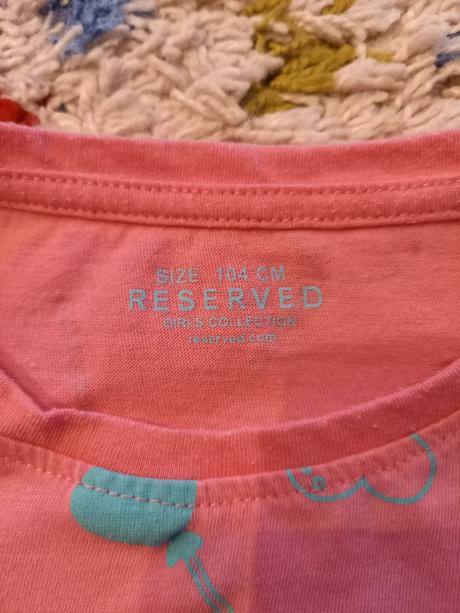 SIZE 104 CM
RESERVED
GIRLS COLLECTION
reserved.com